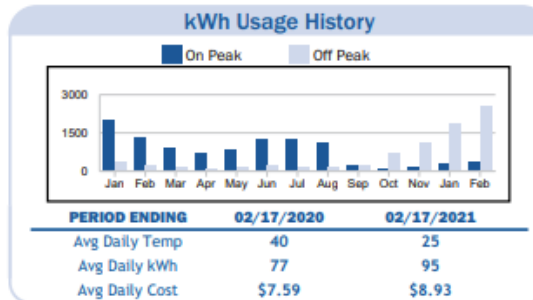 kWh Usage History
On Peak Off Peak
3000
1500
0
Jan Feb Mar Apr May Jun Jul Aug Sep Oct Nov Jan Feb
PERIOD ENDING 02/17/2020 02/17/2021
Avg Daily Temp 40 25
Avg Daily kWh 77 95
Avg Daily Cost $7.59 $8.93